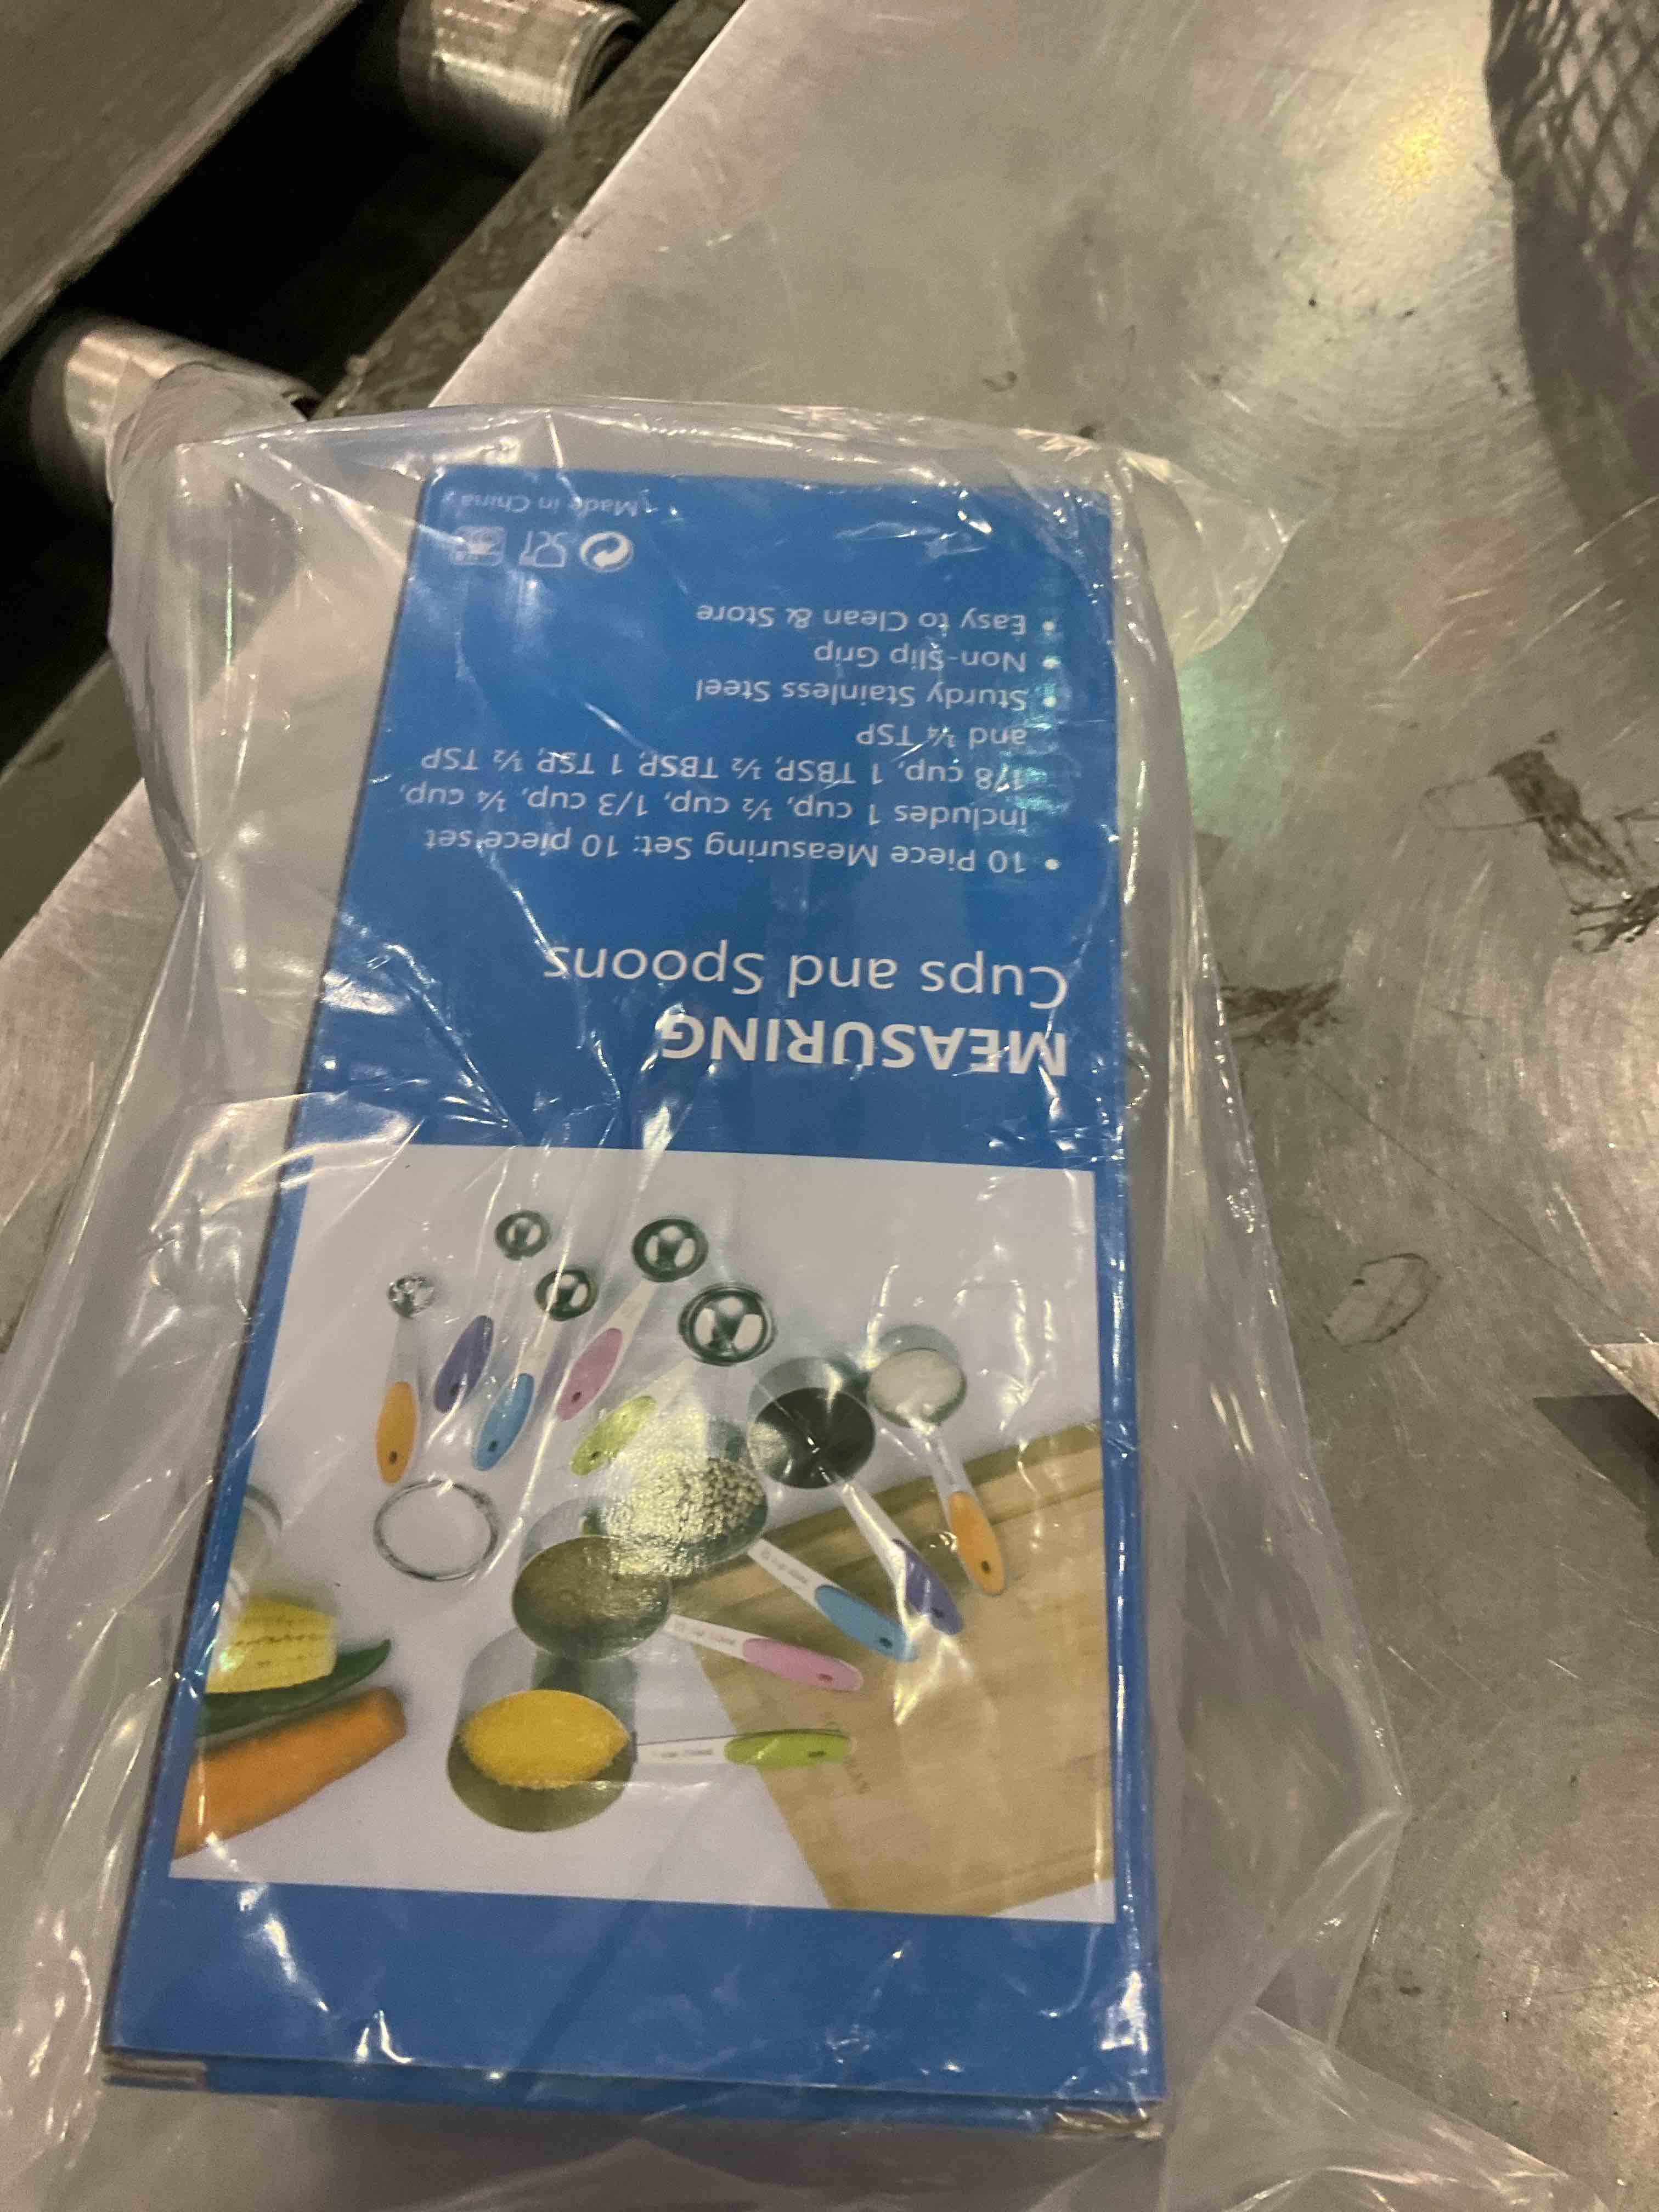 MEASURING
Cups and Spoons
• 10 Piece Measuring Set: 10 piece set
includes 1 cup, ½ cup, 1/3 cup, ¼ cup,
1/8 cup, 1 TBSP, ½ TBSP, 1 TSP, ½ TSP
and ¼ TSP
• Sturdy Stainless Steel
• Non-Slip Grip
• Easy to Clean & Store
Made in China